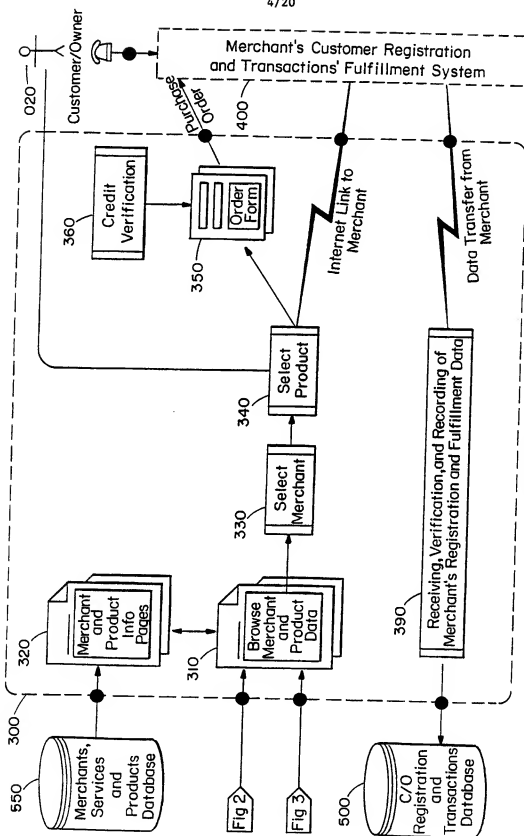 4/20
020
Customer/Owner
Merchant's Customer Registration
and Transactions' Fulfillment System
400
Purchase
Order
360
Credit
Verification
350
Order
Form
Internet Link to
Merchant
Data Transfer from
Merchant
340
Select
Product
330
Select
Merchant
320
Merchant
and
Product
Info
Pages
310
Browse
Merchant
and
Product
Data
390
Receiving, Verification, and Recording of
Merchant's Registration and Fulfillment Data
300
550
Merchants,
Services
and
Products
Database
Fig 2
Fig 3
500
C/O
Registration
and
Transactions
Database